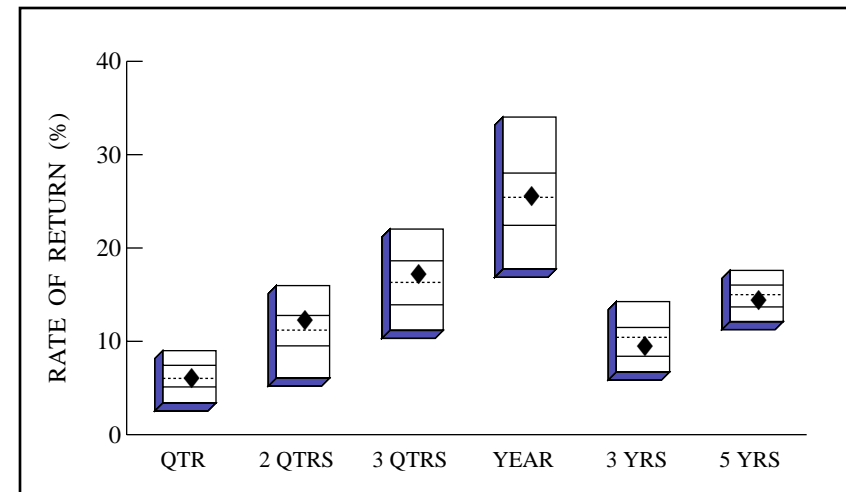 RATE OF RETURN (%)
40
30
20
10
0
QTR 2 QTRS 3 QTRS YEAR 3 YRS 5 YRS